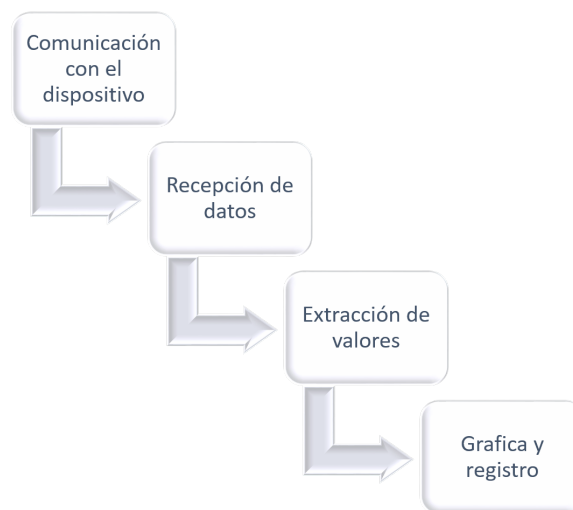 Comunicación
con el
dispositivo
Recepción de
datos
Extracción de
valores
Grafica y
registro